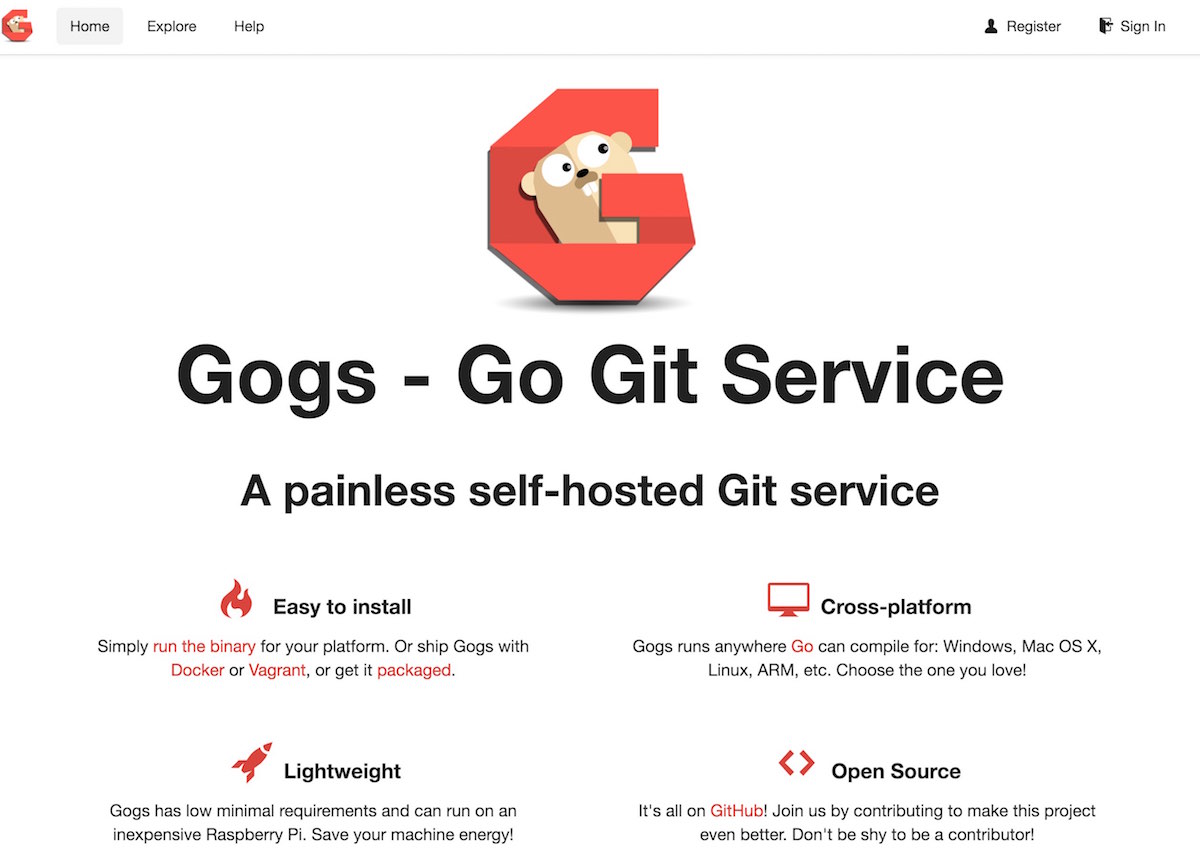 Home Explore Help Register Sign In
Gogs - Go Git Service
A painless self-hosted Git service
Easy to install
Simply run the binary for your platform. Or ship Gogs with
Docker or Vagrant, or get it packaged.
Cross-platform
Gogs runs anywhere Go can compile for: Windows, Mac OS X,
Linux, ARM, etc. Choose the one you love!
Lightweight
Gogs has low minimal requirements and can run on an
inexpensive Raspberry Pi. Save your machine energy!
Open Source
It's all on GitHub! Join us by contributing to make this project
even better. Don't be shy to be a contributor!